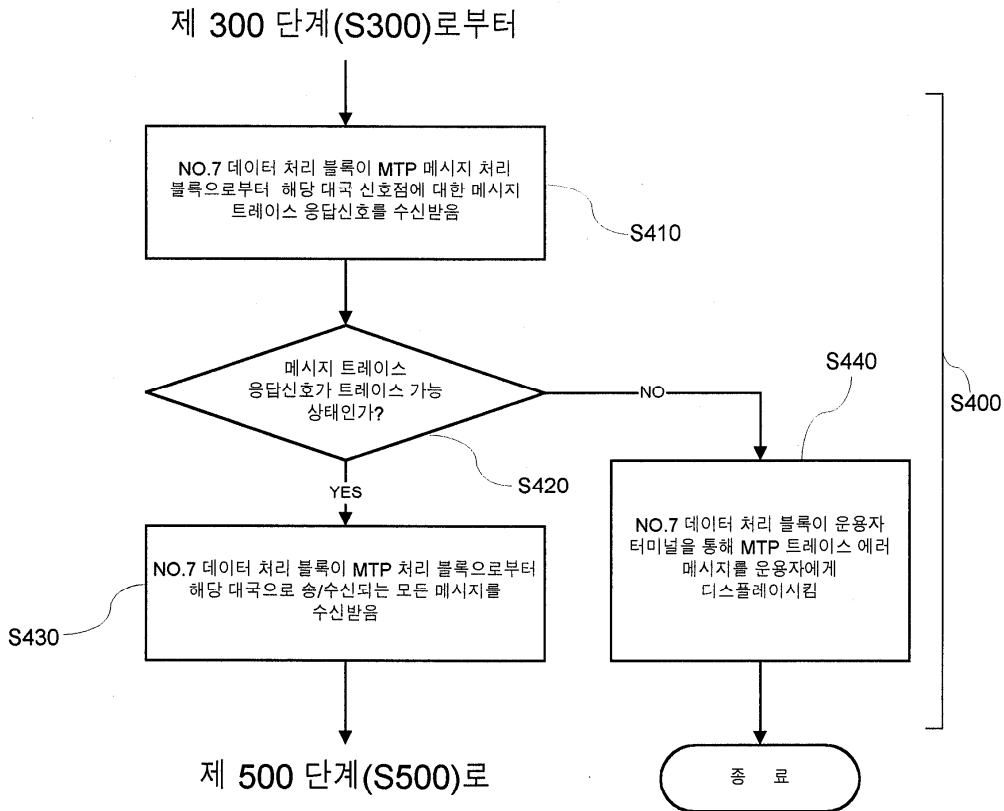 제 300 단계(S300)로부터
NO.7 데이터 처리 블록이 MTP 메시지 처리
블록으로부터 해당 대국 신호점에 대한 메시지
트레이스 응답신호를 수신받음
S410
메시지 트레이스
응답신호가 트레이스 가능
상태인가?
S420
NO
YES
S440
S400
NO.7 데이터 처리 블록이 MTP 처리 블록으로부터
해당 대국으로 송/수신되는 모든 메시지를
수신받음
S430
NO.7 데이터 처리 블록이 운용자
터미널을 통해 MTP 트레이스 에러
메시지를 운용자에게
디스플레이시킴
제 500 단계(S500)로
종 료